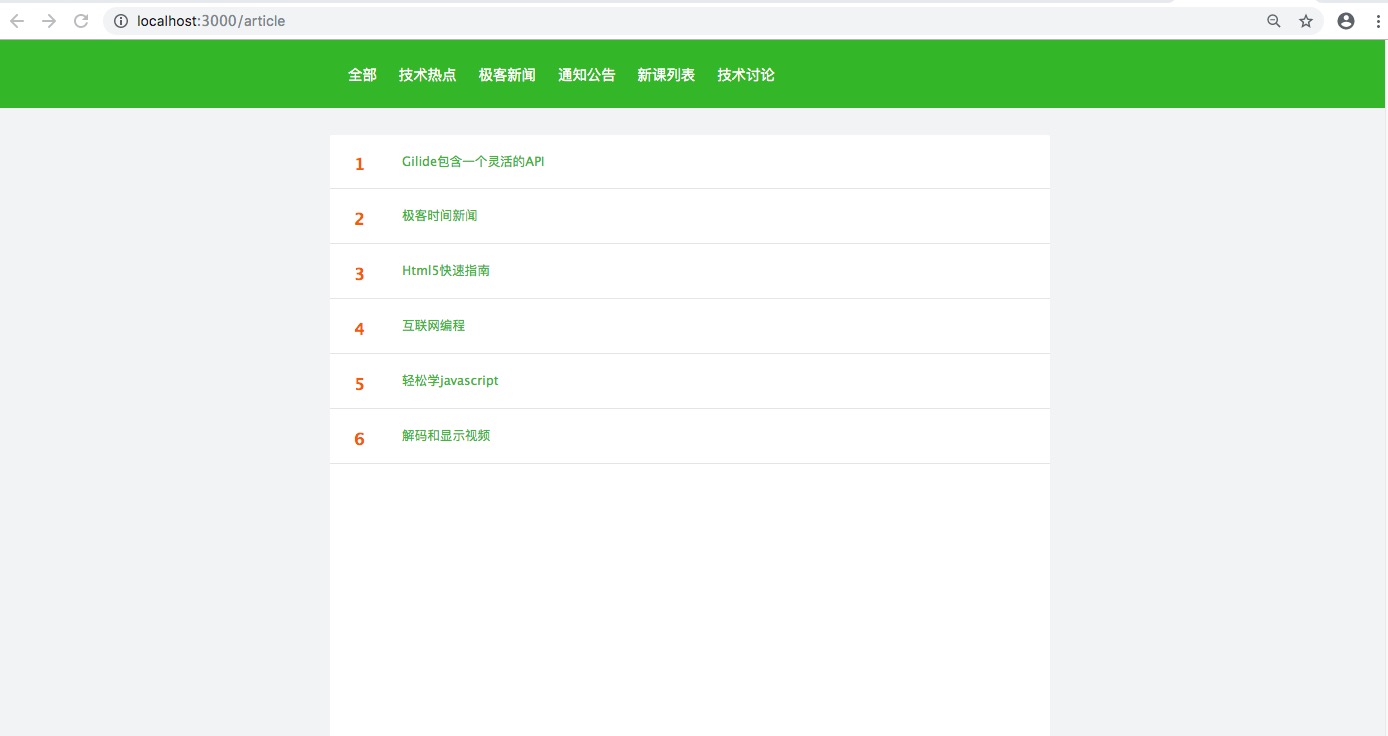 localhost:3000/article
全部 技术热点 极客新闻 通知公告 新课列表 技术讨论
1 Gilide包含一个灵活的API
2 极客时间新闻
3 Html5快速指南
4 互联网编程
5 轻松学javascript
6 解码和显示视频